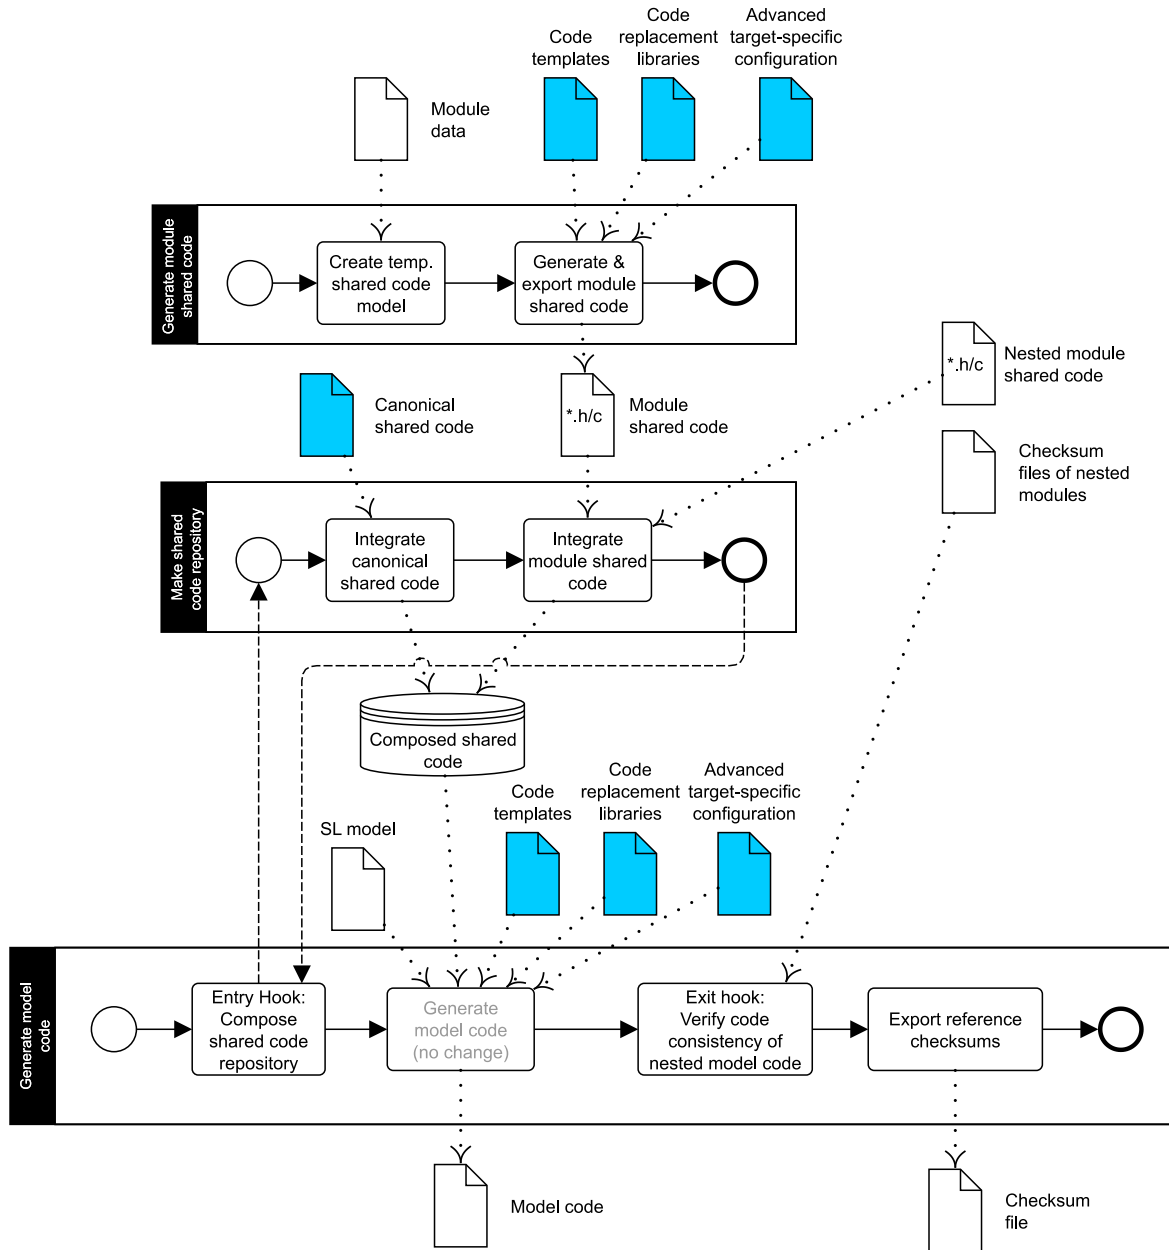 Code
templates
Code
replacement
libraries
Advanced
target-specific
configuration
Module
data
Generate module
shared code
Create temp.
shared code
model
Generate &
export module
shared code
Canonical
shared code
*.h/c
Module
shared code
*.h/c
Nested module
shared code
Checksum
files of nested
modules
Make shared
code repository
Integrate
canonical
shared code
Integrate
module shared
code
Composed shared
code
SL model
Code
templates
Code
replacement
libraries
Advanced
target-specific
configuration
Generate model
code
Entry Hook:
Compose
shared code
repository
Generate
model code
(no change)
Exit hook:
Verify code
consistency of
nested model code
Export reference
checksums
Model code
Checksum
file